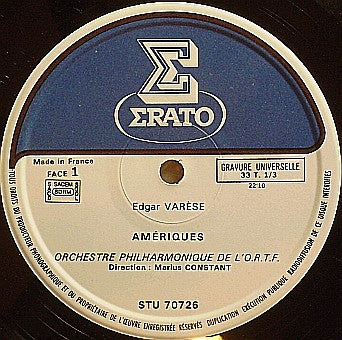 Σ
ΣRATO
Made in France
FACE 1
SACEM
SDRM
GRAVURE UNIVERSELLE
33 T. 1/3
22'10
Edgar VARÈSE
AMÉRIQUES
ORCHESTRE PHILHARMONIQUE DE L'O.R.T.F.
Direction : Marius CONSTANT
STU 70726
TOUS DROITS DU PRODUCTEUR PHONOGRAPHIQUE ET DU PROPRIÉTAIRE DE L'ŒUVRE ENREGISTRÉE RÉSERVÉS DUPLICATION EXÉCUTION PUBLIQUE RADIODIFFUSION DE CE DISQUE INTERDITES